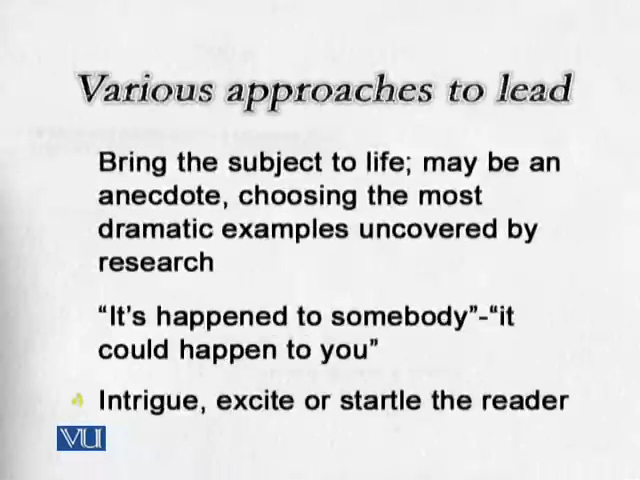 Various approaches to lead
Bring the subject to life; may be an
anecdote, choosing the most
dramatic examples uncovered by
research
“It’s happened to somebody”-“it
could happen to you”
Intrigue, excite or startle the reader
VU